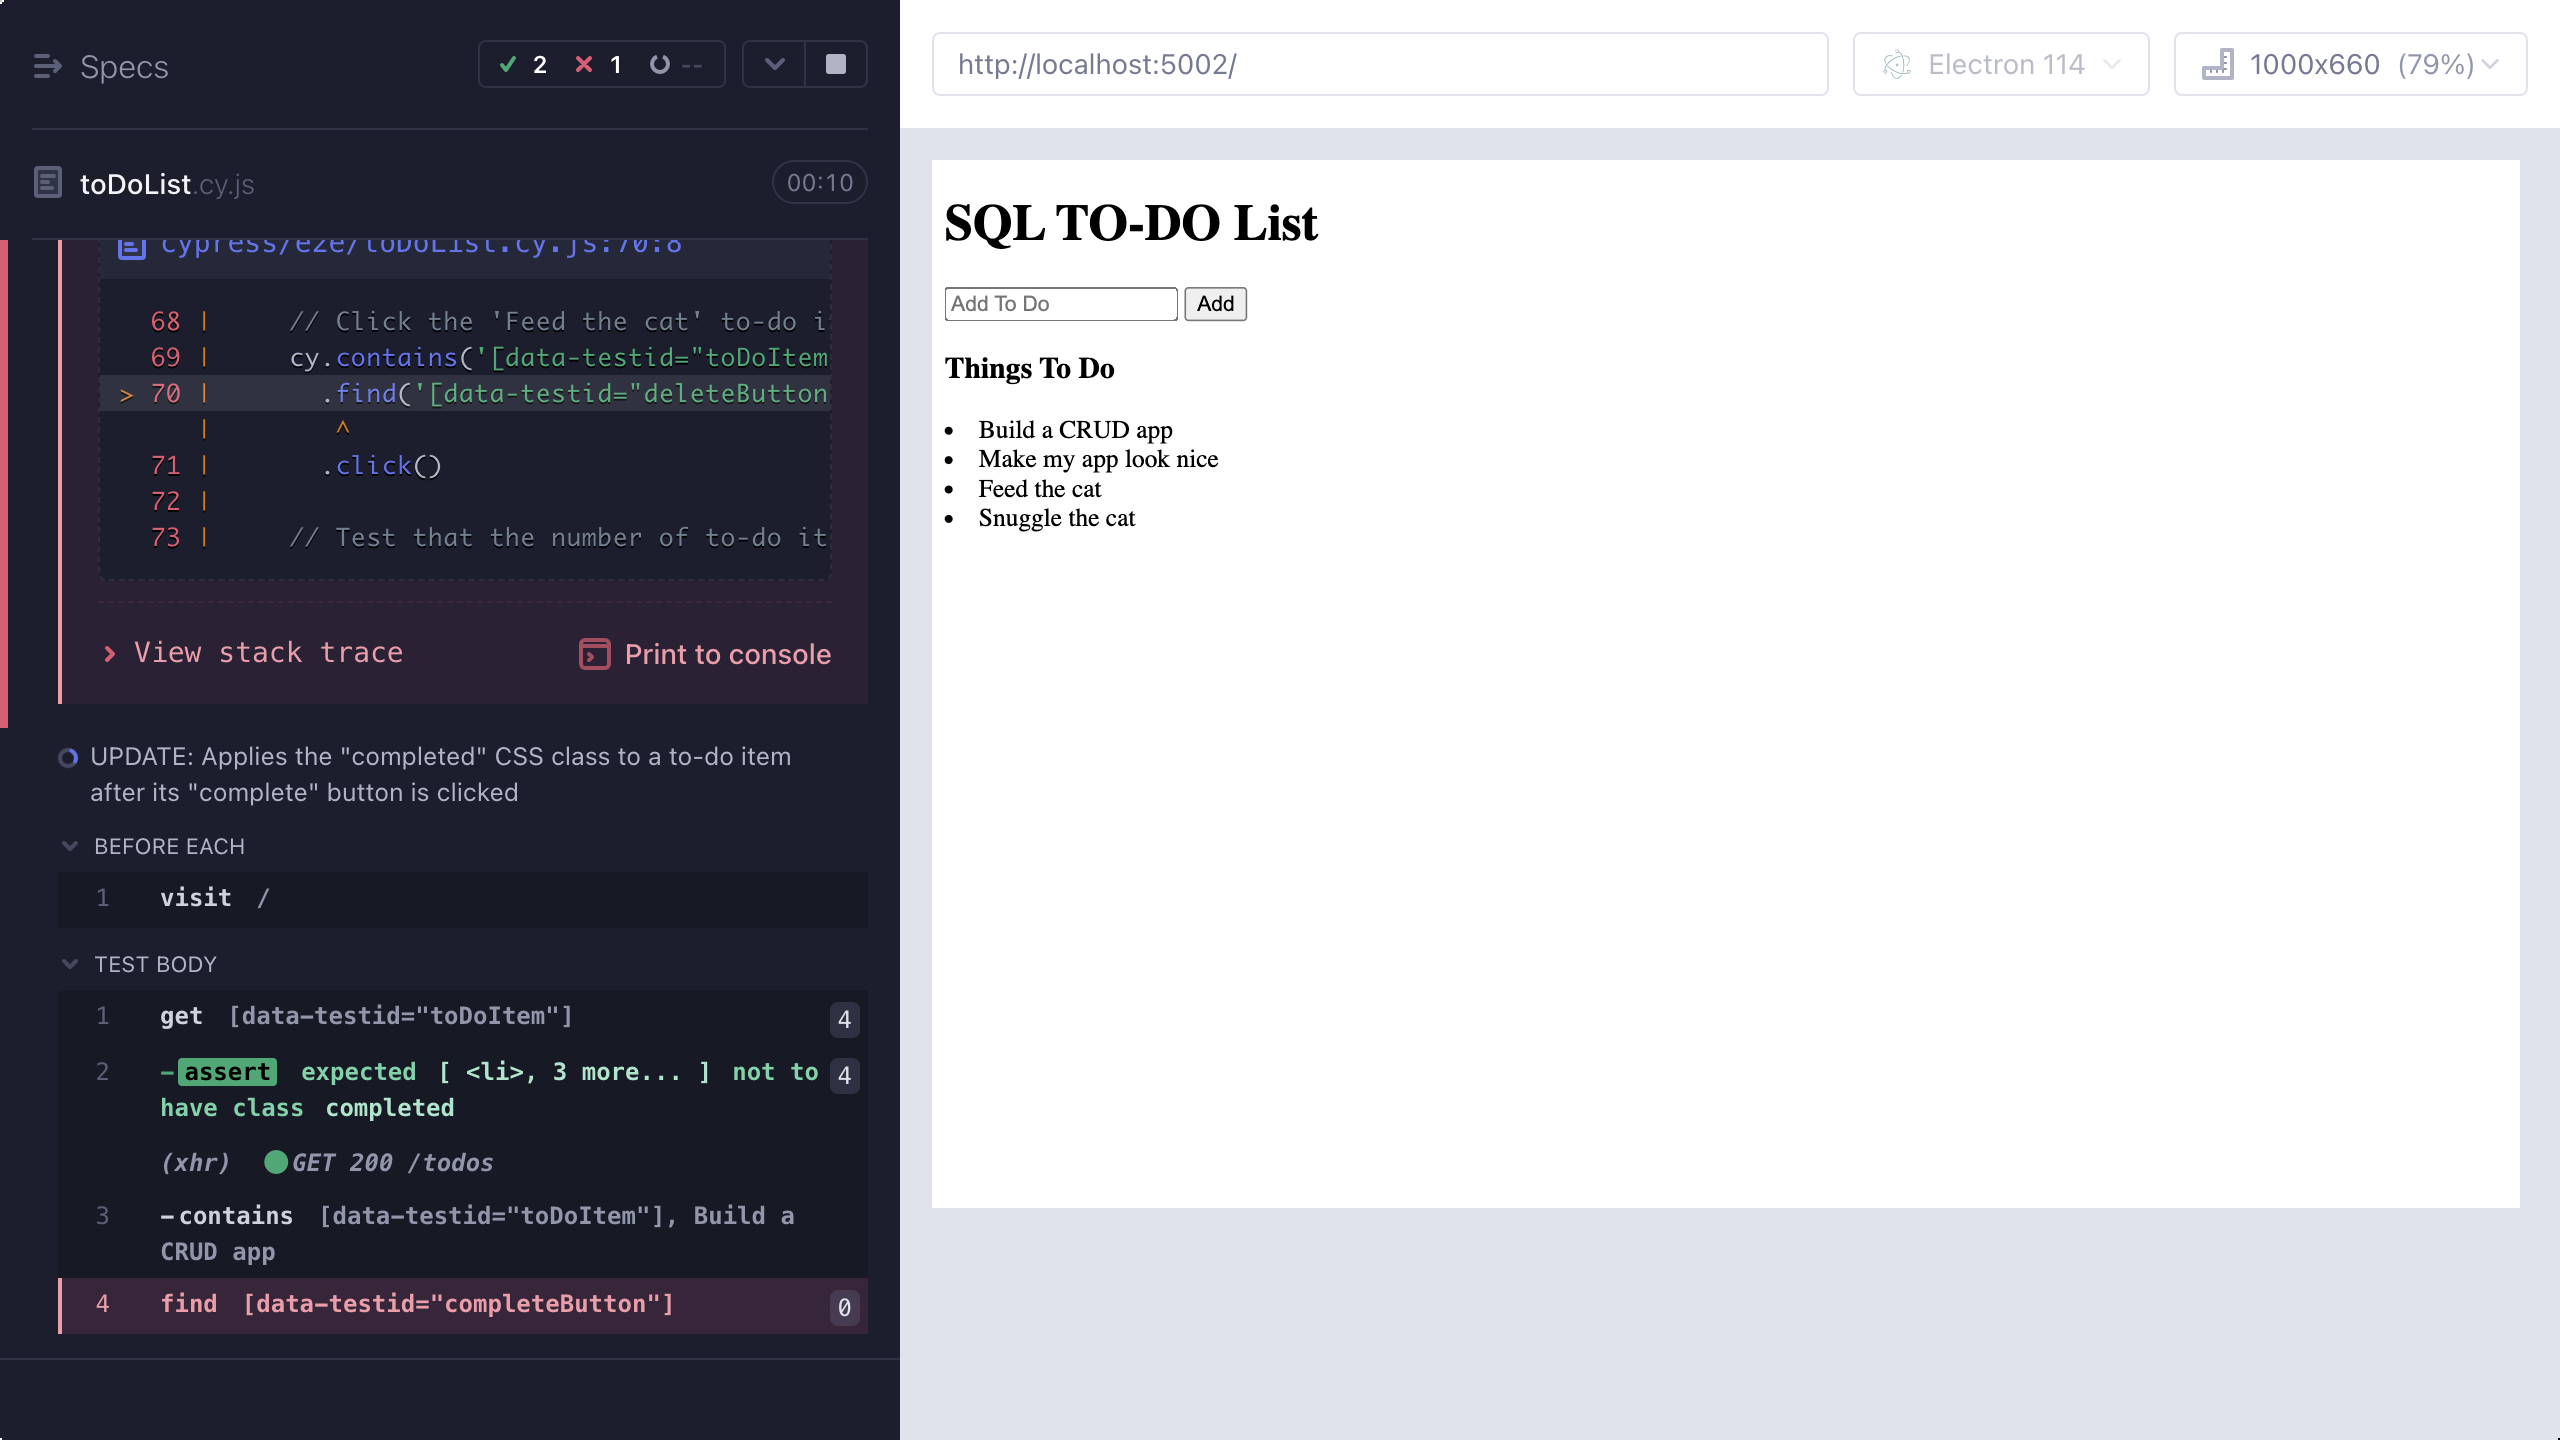 Specs
2 1 --
toDoList.cy.js
00:10
cypress/e2e/toDoList.cy.js:70:8
68 | // Click the 'Feed the cat' to-do i
69 | cy.contains('[data-testid="toDoItem
> 70 | .find('[data-testid="deleteButton
| ^
71 | .click()
72 |
73 | // Test that the number of to-do it
View stack trace
Print to console
UPDATE: Applies the "completed" CSS class to a to-do item
after its "complete" button is clicked
BEFORE EACH
1 visit /
TEST BODY
1 get [data-testid="toDoItem"] 4
2 -assert expected [ <li>, 3 more... ] not to 4
have class completed
(xhr) GET 200 /todos
3 -contains [data-testid="toDoItem"], Build a
CRUD app
4 find [data-testid="completeButton"] 0
http://localhost:5002/
Electron 114
1000x660 (79%)
SQL TO-DO List
Add To Do
Add
Things To Do
• Build a CRUD app
• Make my app look nice
• Feed the cat
• Snuggle the cat